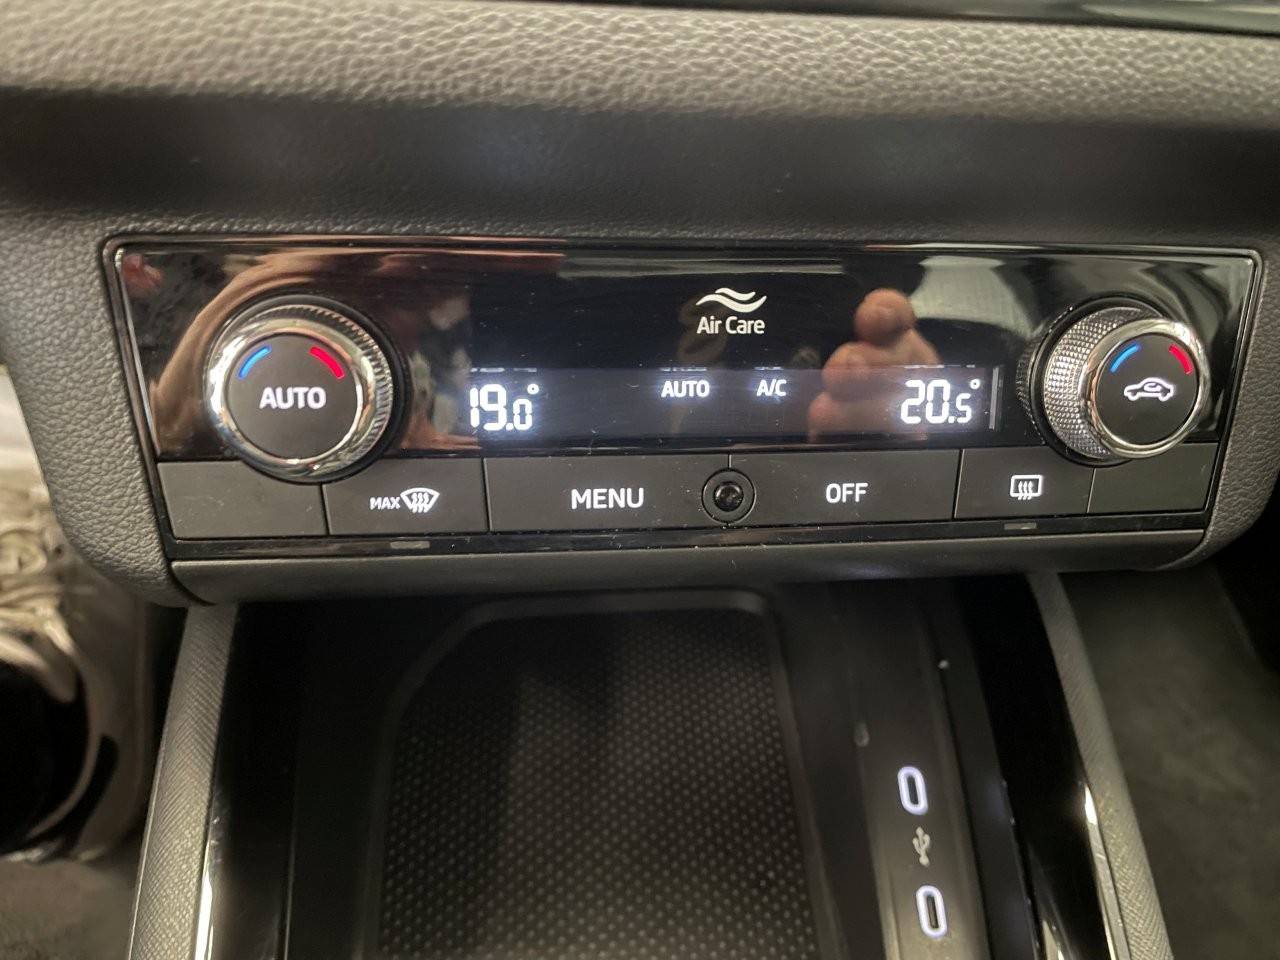 Air Care
AUTO
19.0°
AUTO
A/C
20.5°
MAX
MENU
OFF